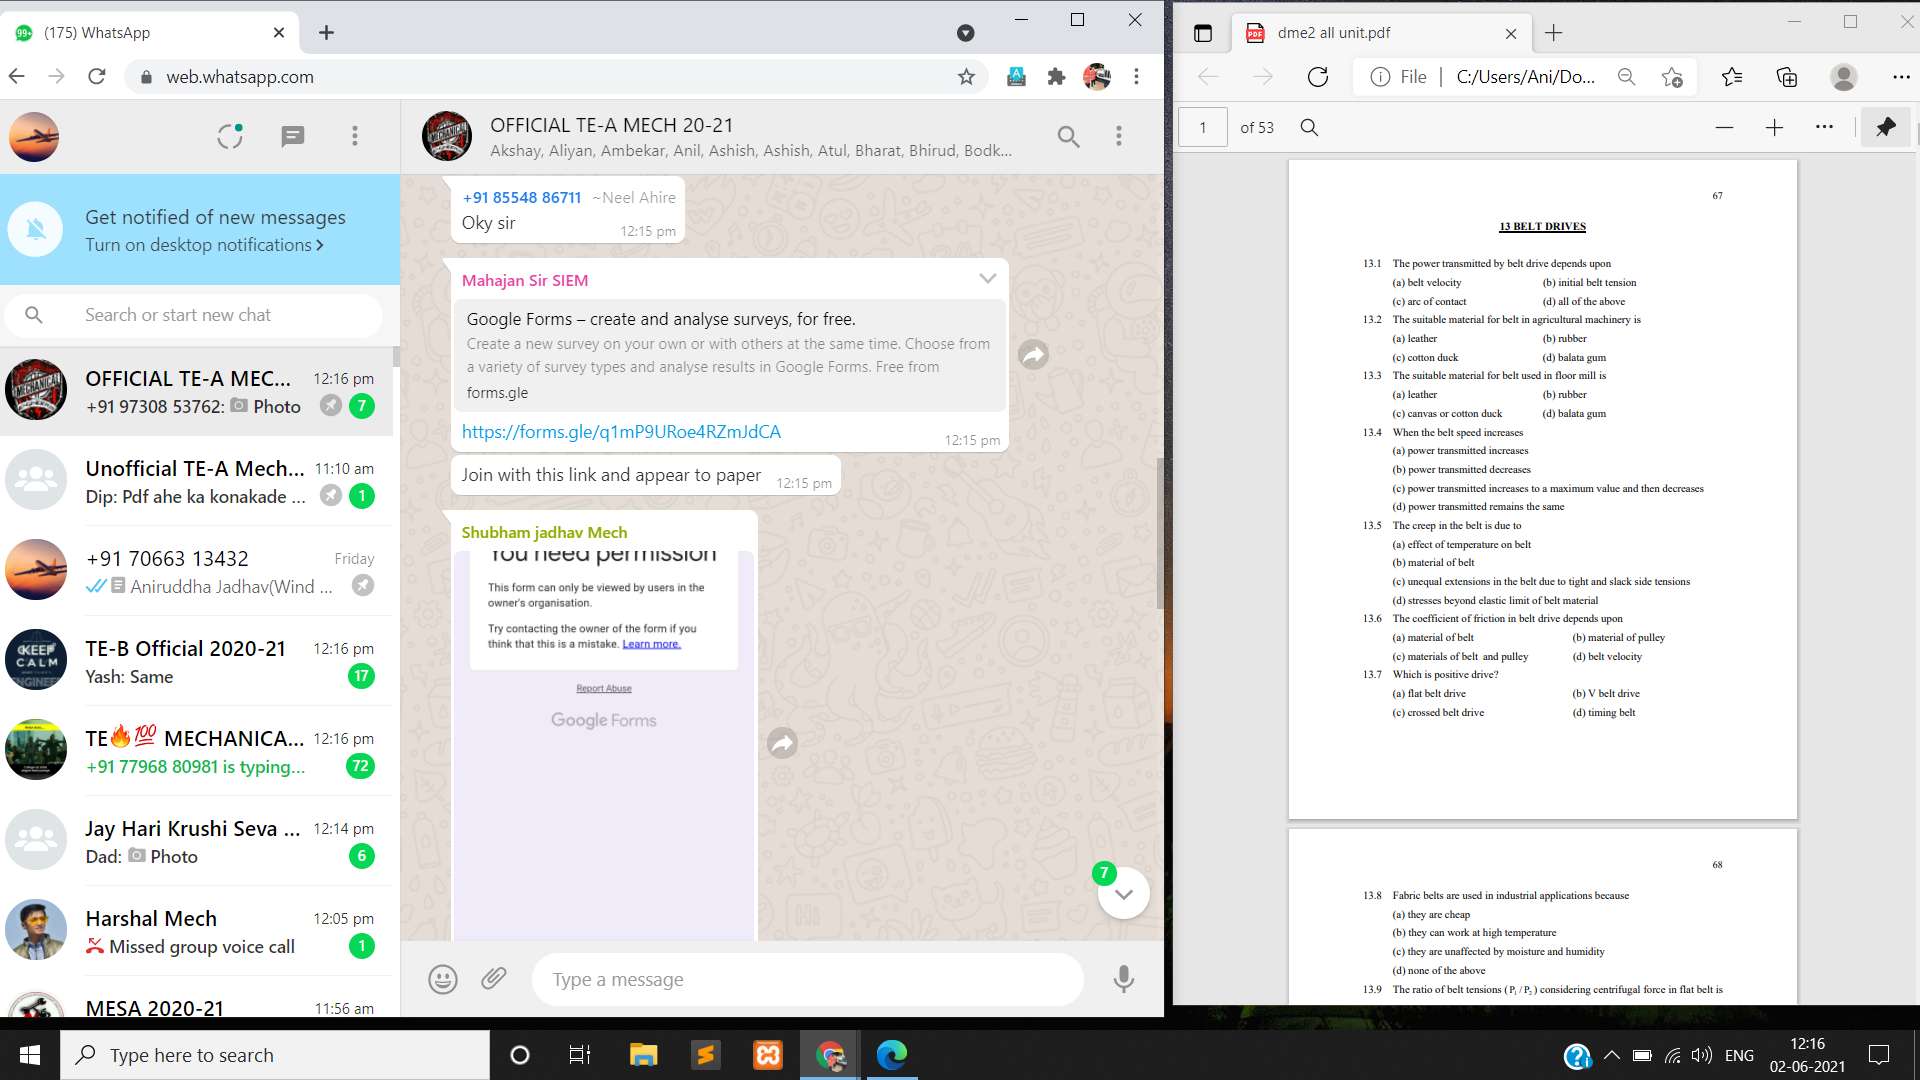 (175) WhatsApp
web.whatsapp.com
Get notified of new messages
Turn on desktop notifications >
Search or start new chat
OFFICIAL TE-A MEC... 12:16 pm
+91 97308 53762: Photo 7
Unofficial TE-A Mech... 11:10 am
Dip: Pdf ahe ka konakade ... 1
+91 70663 13432 Friday
Aniruddha Jadhav(Wind ...
KEEP
CALM
ENGINEE
TE-B Official 2020-21 12:16 pm
Yash: Same 17
TE🔥💯 MECHANICA... 12:16 pm
+91 77968 80981 is typing... 72
Jay Hari Krushi Seva ... 12:14 pm
Dad: Photo 6
Harshal Mech 12:05 pm
Missed group voice call 1
MESA 2020-21 11:56 am
OFFICIAL TE-A MECH 20-21
Akshay, Aliyan, Ambekar, Anil, Ashish, Ashish, Atul, Bharat, Bhirud, Bodk...
+91 85548 86711 ~Neel Ahire
Oky sir 12:15 pm
Mahajan Sir SIEM
Google Forms – create and analyse surveys, for free.
Create a new survey on your own or with others at the same time. Choose from
a variety of survey types and analyse results in Google Forms. Free from
forms.gle
https://forms.gle/q1mP9URoe4RZmJdCA 12:15 pm
Join with this link and appear to paper 12:15 pm
Shubham jadhav Mech
You need permission
This form can only be viewed by users in the
owner's organisation.
Try contacting the owner of the form if you
think that this is a mistake. Learn more.
Report Abuse
Google Forms
7
Type a message
dme2 all unit.pdf
File | C:/Users/Ani/Do...
1 of 53
67
13 BELT DRIVES
13.1 The power transmitted by belt drive depends upon
(a) belt velocity (b) initial belt tension
(c) arc of contact (d) all of the above
13.2 The suitable material for belt in agricultural machinery is
(a) leather (b) rubber
(c) cotton duck (d) balata gum
13.3 The suitable material for belt used in floor mill is
(a) leather (b) rubber
(c) canvas or cotton duck (d) balata gum
13.4 When the belt speed increases
(a) power transmitted increases
(b) power transmitted decreases
(c) power transmitted increases to a maximum value and then decreases
(d) power transmitted remains the same
13.5 The creep in the belt is due to
(a) effect of temperature on belt
(b) material of belt
(c) unequal extensions in the belt due to tight and slack side tensions
(d) stresses beyond elastic limit of belt material
13.6 The coefficient of friction in belt drive depends upon
(a) material of belt (b) material of pulley
(c) materials of belt and pulley (d) belt velocity
13.7 Which is positive drive?
(a) flat belt drive (b) V belt drive
(c) crossed belt drive (d) timing belt
68
13.8 Fabric belts are used in industrial applications because
(a) they are cheap
(b) they can work at high temperature
(c) they are unaffected by moisture and humidity
(d) none of the above
13.9 The ratio of belt tensions (P₁ / P₂) considering centrifugal force in flat belt is
Type here to search
ENG
12:16
02-06-2021